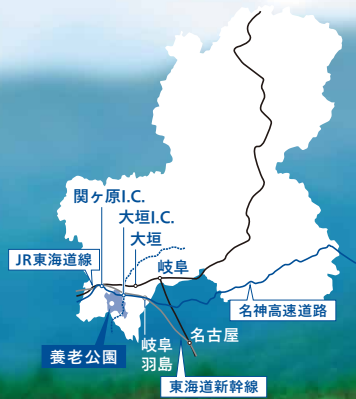 関ヶ原I.C.
大垣I.C.
大垣
JR東海道線
岐阜
名神高速道路
養老公園
岐阜
羽島
名古屋
東海道新幹線